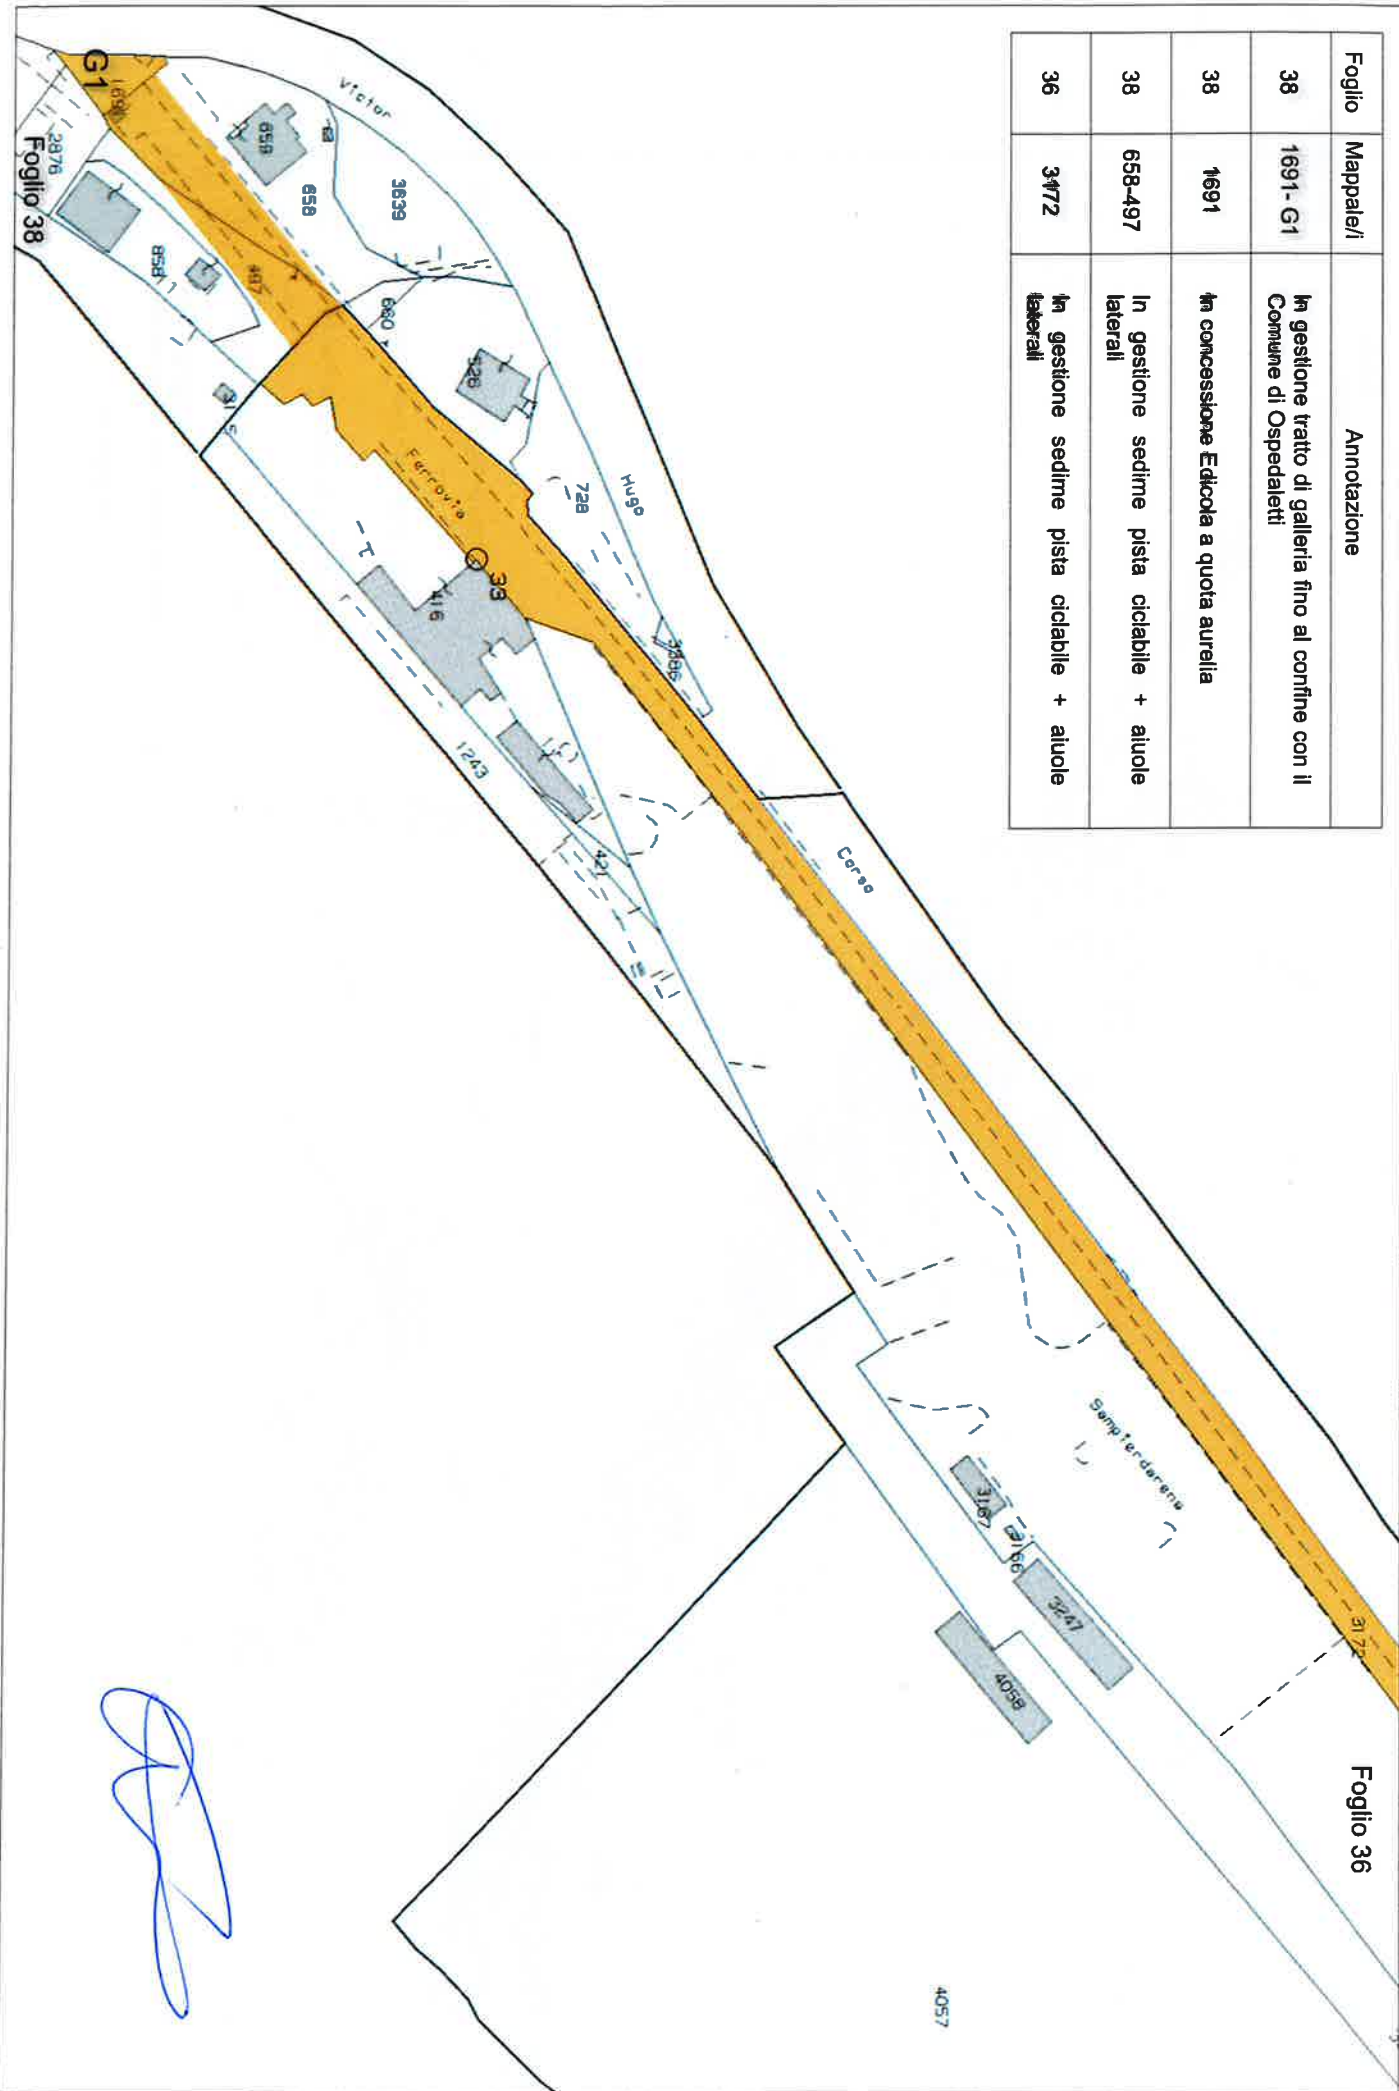 Foglio Mappale/i Annotazione
38 1691- G1 In gestione tratto di galleria fino al confine con il
Comune di Ospedaletti
38 1691 In concessione Edicola a quota aurelia
38 658-497 In gestione sedime pista ciclabile + aiuole
laterali
36 3172 In gestione sedime pista ciclabile + aiuole
laterali
Foglio 36
3172
Sampierdarena
Corso
Hugo
Victor
3639
659
658
660
526
728
3386
G1
2876
Foglio 38
497
858
Ferrovia
33
416
1243
421
3167
3166
3247
4058
4057